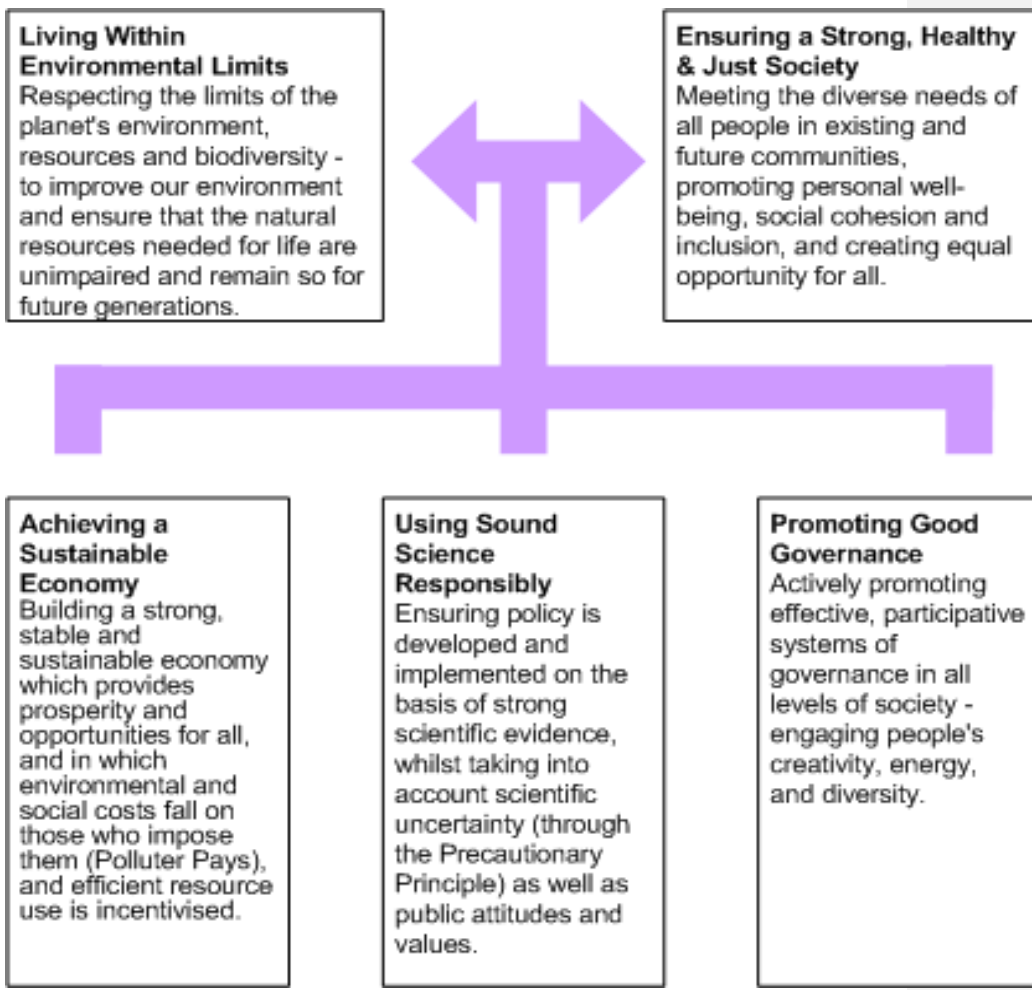 Living Within
Environmental Limits
Respecting the limits of the
planet's environment,
resources and biodiversity -
to improve our environment
and ensure that the natural
resources needed for life are
unimpaired and remain so for
future generations.
Ensuring a Strong, Healthy
& Just Society
Meeting the diverse needs of
all people in existing and
future communities,
promoting personal well-
being, social cohesion and
inclusion, and creating equal
opportunity for all.
Achieving a
Sustainable
Economy
Building a strong,
stable and
sustainable economy
which provides
prosperity and
opportunities for all,
and in which
environmental and
social costs fall on
those who impose
them (Polluter Pays),
and efficient resource
use is incentivised.
Using Sound
Science
Responsibly
Ensuring policy is
developed and
implemented on the
basis of strong
scientific evidence,
whilst taking into
account scientific
uncertainty (through
the Precautionary
Principle) as well as
public attitudes and
values.
Promoting Good
Governance
Actively promoting
effective, participative
systems of
governance in all
levels of society -
engaging people's
creativity, energy,
and diversity.